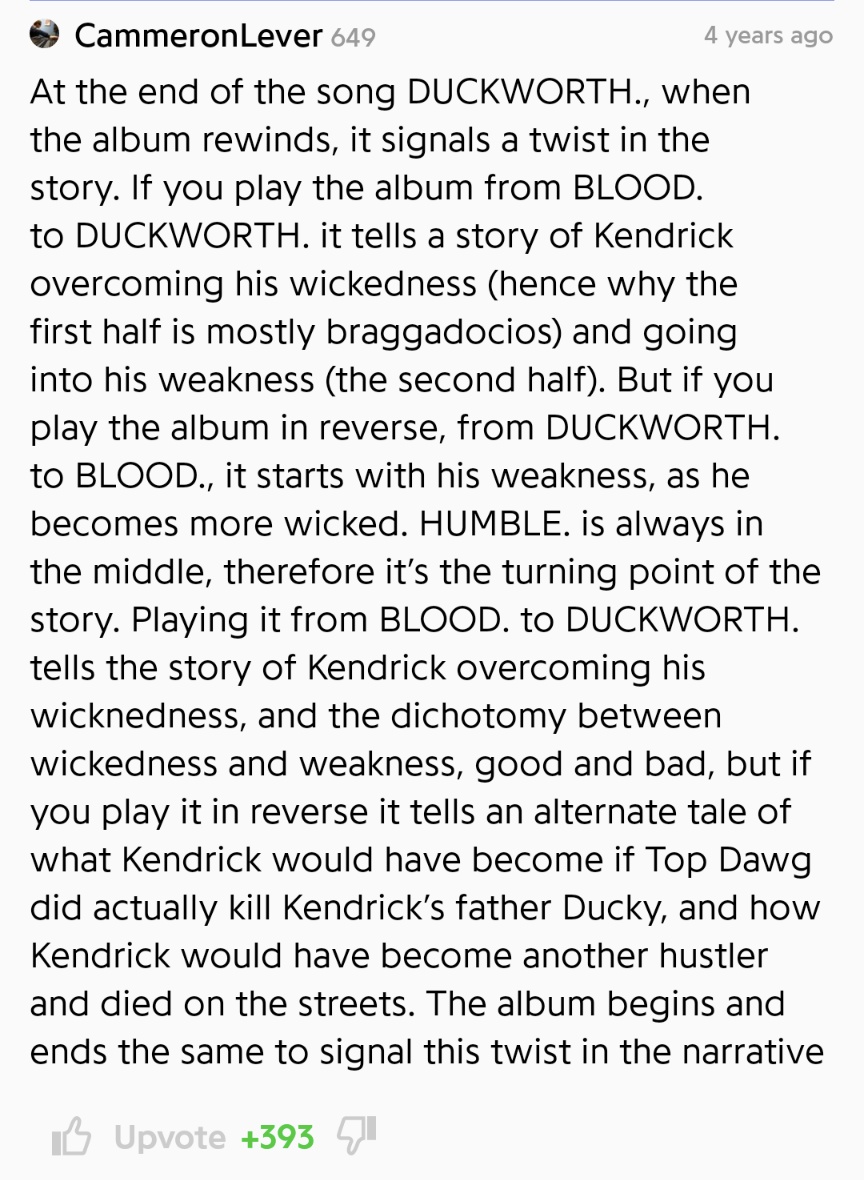 CammeronLever 649 4 years ago
At the end of the song DUCKWORTH., when
the album rewinds, it signals a twist in the
story. If you play the album from BLOOD.
to DUCKWORTH. it tells a story of Kendrick
overcoming his wickedness (hence why the
first half is mostly braggadocios) and going
into his weakness (the second half). But if you
play the album in reverse, from DUCKWORTH.
to BLOOD., it starts with his weakness, as he
becomes more wicked. HUMBLE. is always in
the middle, therefore it’s the turning point of the
story. Playing it from BLOOD. to DUCKWORTH.
tells the story of Kendrick overcoming his
wicknedness, and the dichotomy between
wickedness and weakness, good and bad, but if
you play it in reverse it tells an alternate tale of
what Kendrick would have become if Top Dawg
did actually kill Kendrick’s father Ducky, and how
Kendrick would have become another hustler
and died on the streets. The album begins and
ends the same to signal this twist in the narrative
Upvote +393